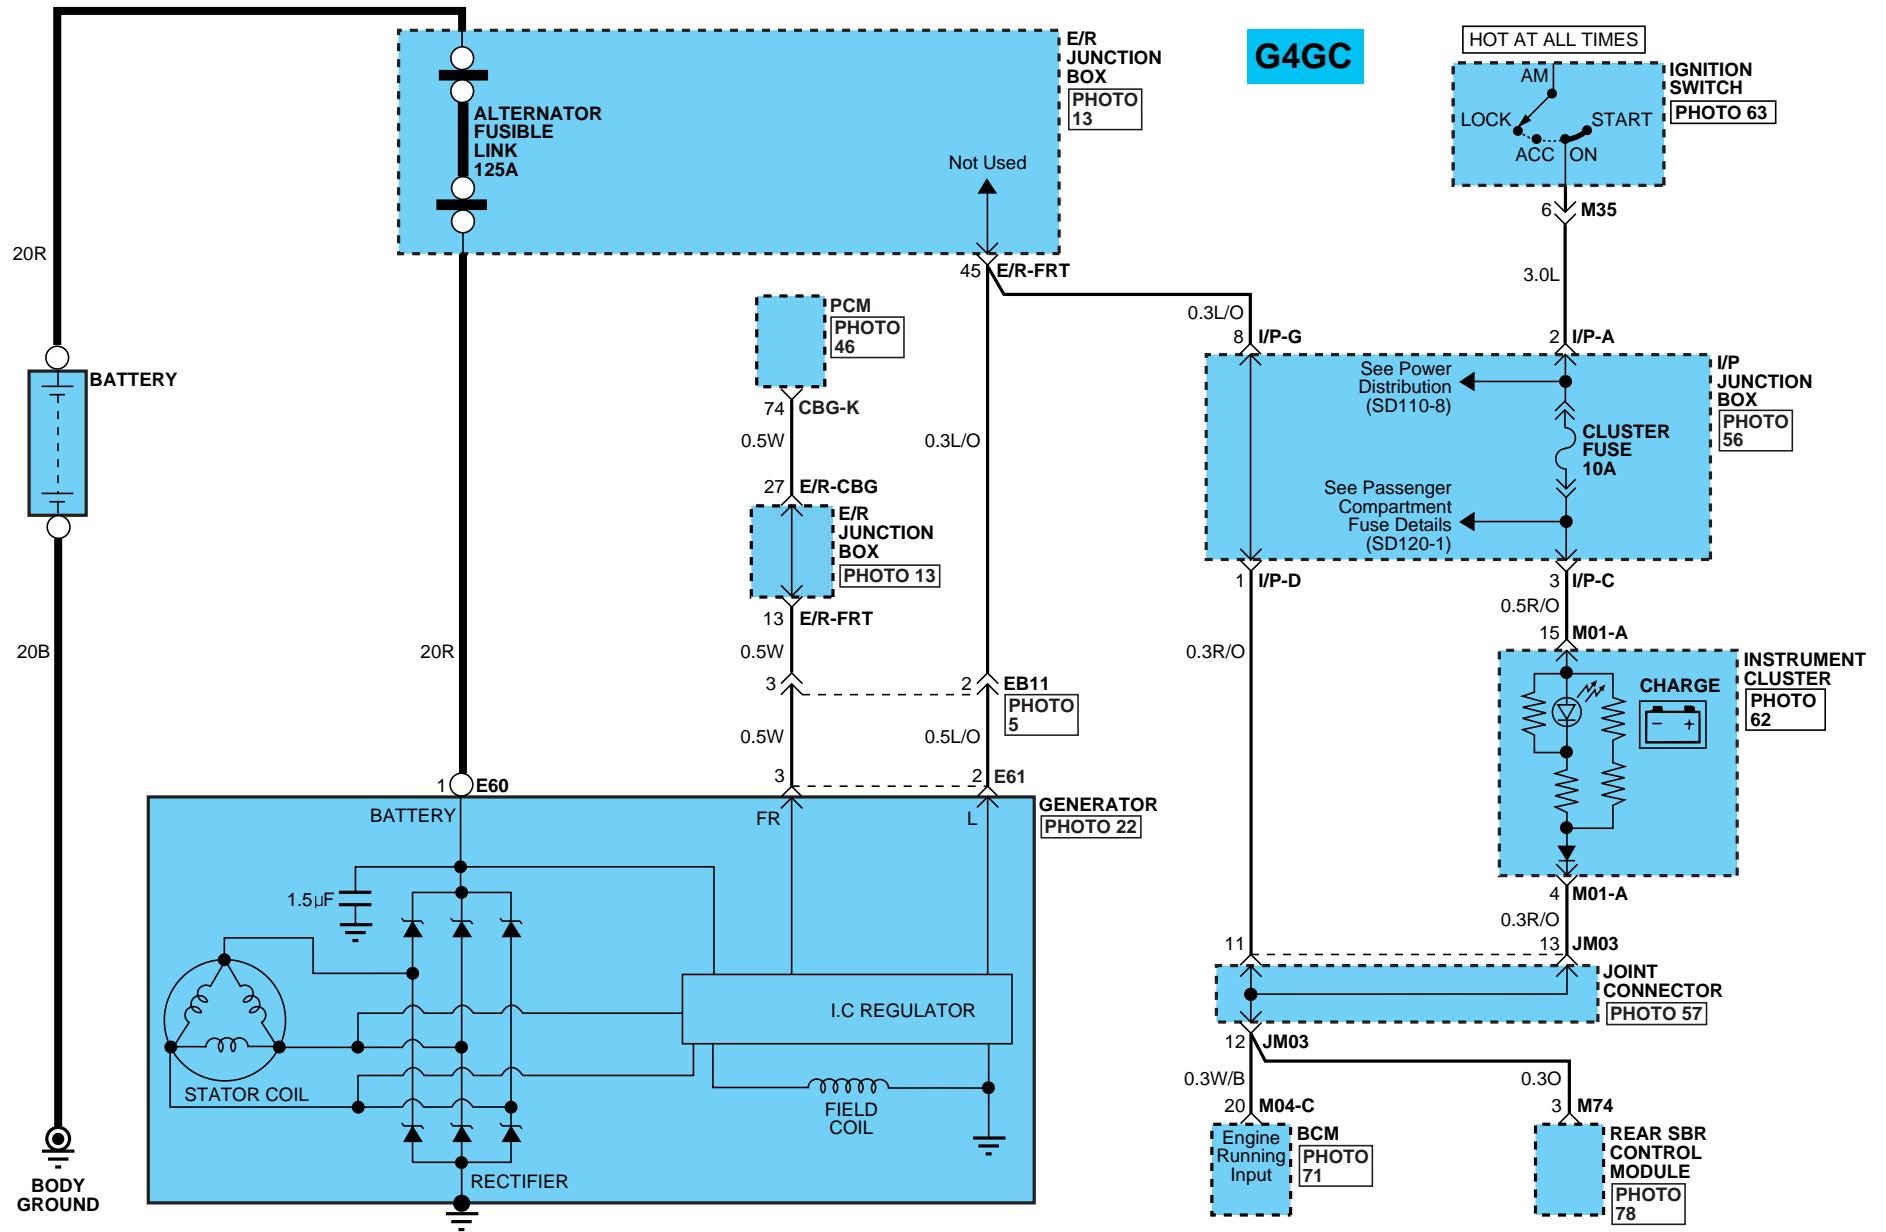 E/R
JUNCTION
BOX
PHOTO
13
G4GC
HOT AT ALL TIMES
AM
LOCK
START
ACC
ON
IGNITION
SWITCH
PHOTO 63
ALTERNATOR
FUSIBLE
LINK
125A
Not Used
6
M35
20R
45
E/R-FRT
3.0L
0.3L/O
PCM
PHOTO
46
8
I/P-G
2
I/P-A
BATTERY
74
CBG-K
See Power
Distribution
(SD110-8)
I/P
JUNCTION
BOX
PHOTO
56
0.5W
0.3L/O
CLUSTER
FUSE
10A
27
E/R-CBG
E/R
JUNCTION
BOX
PHOTO 13
See Passenger
Compartment
Fuse Details
(SD120-1)
13
E/R-FRT
1
I/P-D
3
I/P-C
0.5R/O
20B
20R
0.5W
0.3R/O
15
M01-A
3
2
EB11
PHOTO
5
INSTRUMENT
CLUSTER
PHOTO
62
CHARGE
− +
0.5W
0.5L/O
1
E60
3
2
E61
BATTERY
FR
L
GENERATOR
PHOTO 22
1.5µF
4
M01-A
0.3R/O
11
13
JM03
I.C REGULATOR
JOINT
CONNECTOR
PHOTO 57
12
JM03
STATOR COIL
FIELD
COIL
0.3W/B
0.3O
20
M04-C
3
M74
Engine
Running
Input
BCM
PHOTO
71
REAR SBR
CONTROL
MODULE
PHOTO
78
RECTIFIER
BODY
GROUND